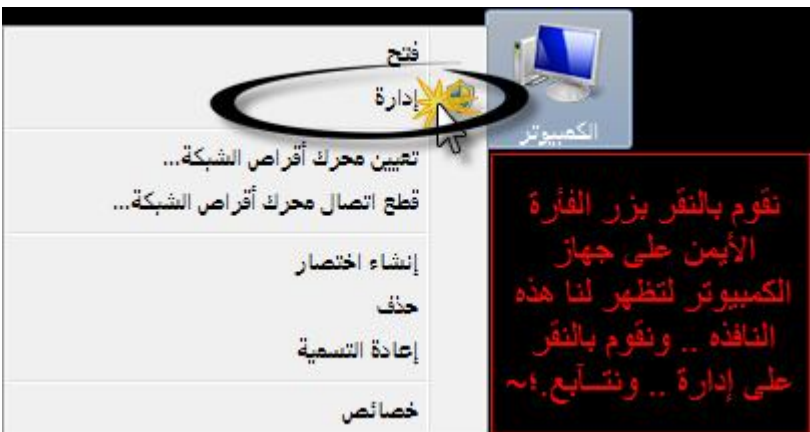 فتح
إدارة
تعيين محرك أقراص الشبكة...
قطع اتصال محرك أقراص الشبكة...
إنشاء اختصار
حذف
إعادة التسمية
خصائص
الكمبيوتر
نقوم بالنقر بزر الفأرة
الأيمن على جهاز
الكمبيوتر لتظهر لنا هذه
النافذه .. ونقوم بالنقر
على إدارة .. ونتــآبع.؛~